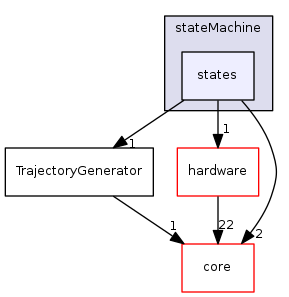 stateMachine
states
1
1
TrajectoryGenerator
hardware
1
22
2
core